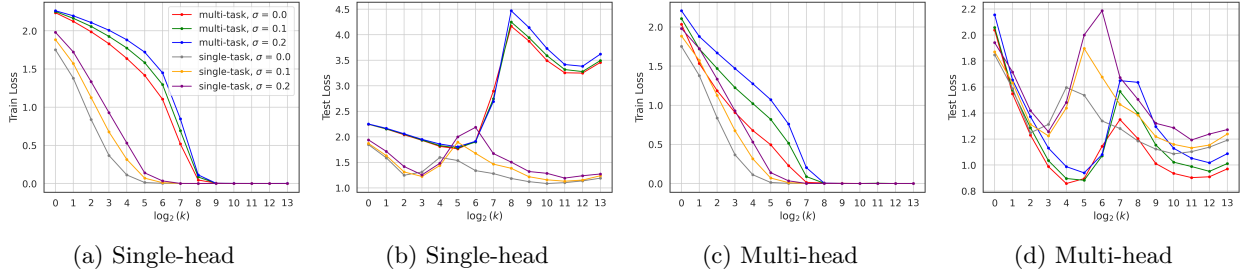 Train Loss
2.0
1.5
1.0
0.5
0.0
multi-task, σ = 0.0
multi-task, σ = 0.1
multi-task, σ = 0.2
single-task, σ = 0.0
single-task, σ = 0.1
single-task, σ = 0.2
0 1 2 3 4 5 6 7 8 9 10 11 12 13
log₂ (k)
(a) Single-head
Test Loss
4.5
4.0
3.5
3.0
2.5
2.0
1.5
1.0
0 1 2 3 4 5 6 7 8 9 10 11 12 13
log₂ (k)
(b) Single-head
Train Loss
2.0
1.5
1.0
0.5
0.0
0 1 2 3 4 5 6 7 8 9 10 11 12 13
log₂ (k)
(c) Multi-head
Test Loss
2.2
2.0
1.8
1.6
1.4
1.2
1.0
0.8
0 1 2 3 4 5 6 7 8 9 10 11 12 13
log₂ (k)
(d) Multi-head